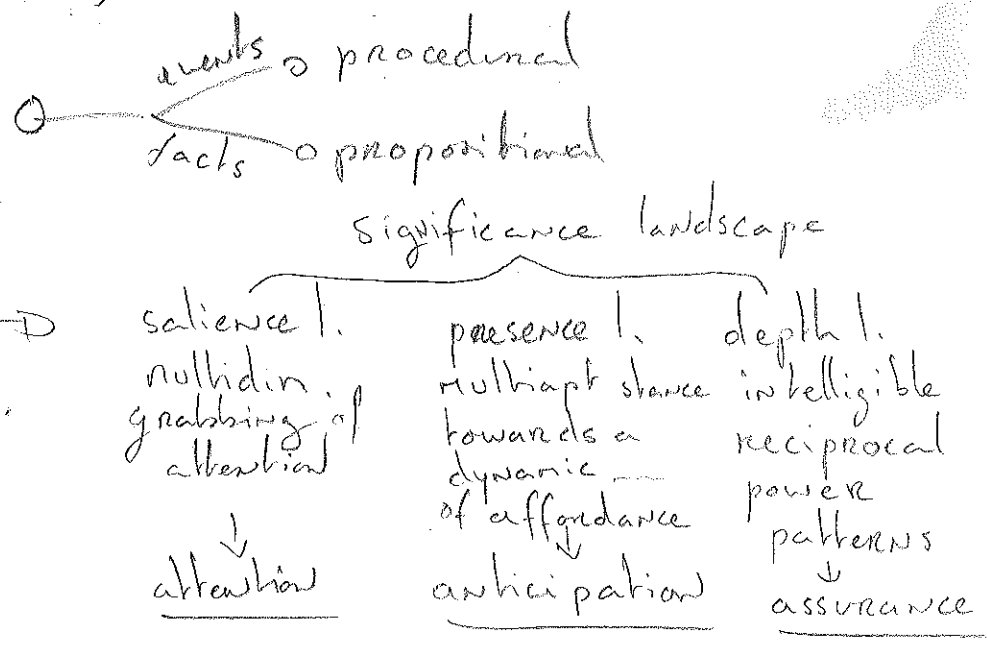 events
procedural
facts
propositional
significance landscape
salience l.
multidim.
grabbing of
attention
attention
presence l.
multiapt stance
towards a
dynamic
of affordance
anticipation
depth l.
intelligible
reciprocal
power
patterns
assurance